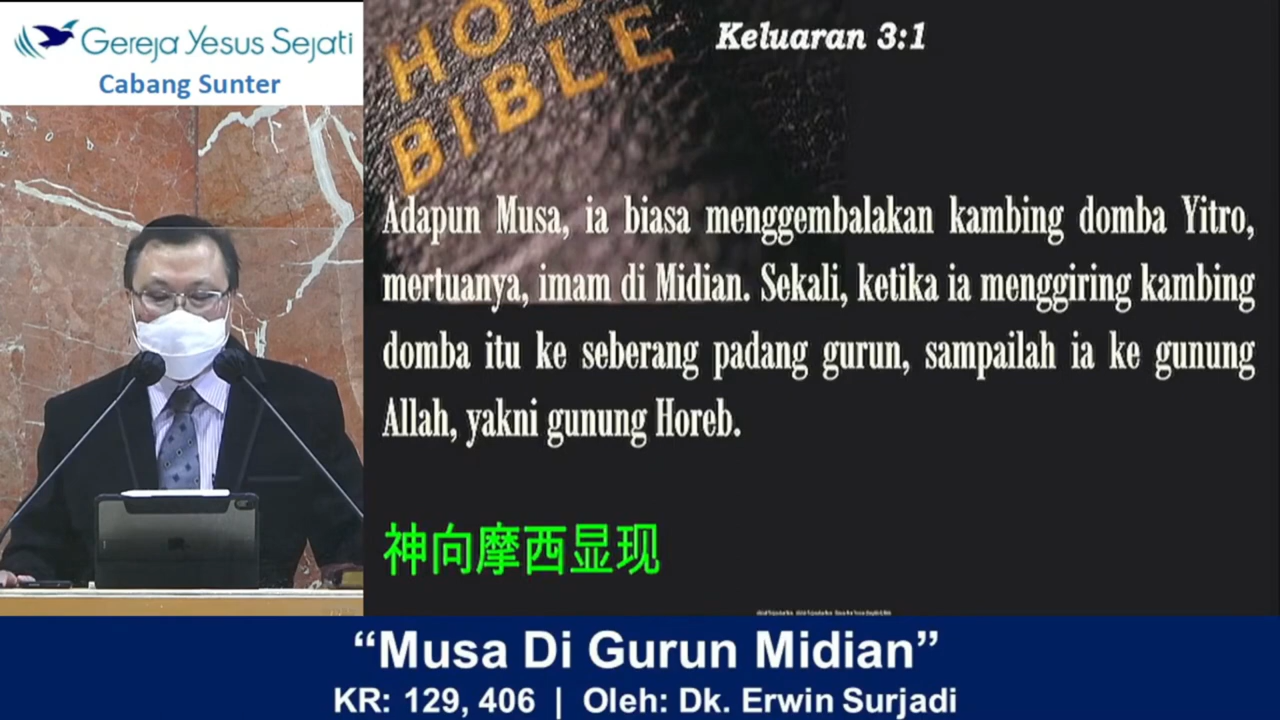 Gereja Yesus Sejati
Cabang Sunter
HOLY
BIBLE
Keluaran 3:1
Adapun Musa, ia biasa menggembalakan kambing domba Yitro,
mertuanya, imam di Midian. Sekali, ketika ia menggiring kambing
domba itu ke seberang padang gurun, sampailah ia ke gunung
Allah, yakni gunung Horeb.
神向摩西显现
“Musa Di Gurun Midian”
KR: 129, 406 | Oleh: Dk. Erwin Surjadi